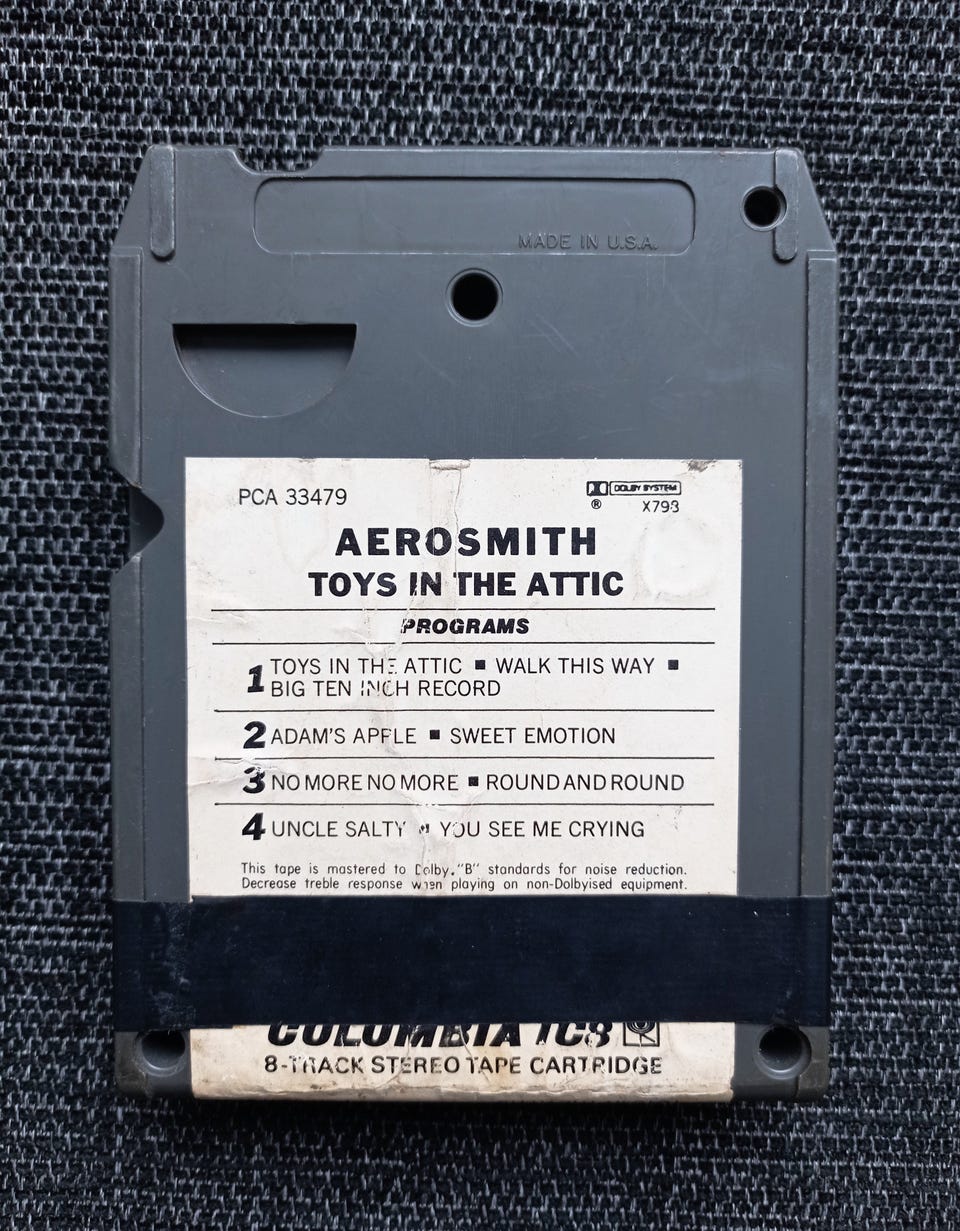 MADE IN U.S.A.
PCA 33479
DOLBY SYSTEM
® X798
AEROSMITH
TOYS IN THE ATTIC
PROGRAMS
1 TOYS IN THE ATTIC ■ WALK THIS WAY ■
BIG TEN INCH RECORD
2 ADAM'S APPLE ■ SWEET EMOTION
3 NO MORE NO MORE ■ ROUND AND ROUND
4 UNCLE SALTY ■ YOU SEE ME CRYING
This tape is mastered to Dolby "B" standards for noise reduction.
Decrease treble response when playing on non-Dolbyised equipment.
COLUMBIA TC8
8-TRACK STEREO TAPE CARTRIDGE